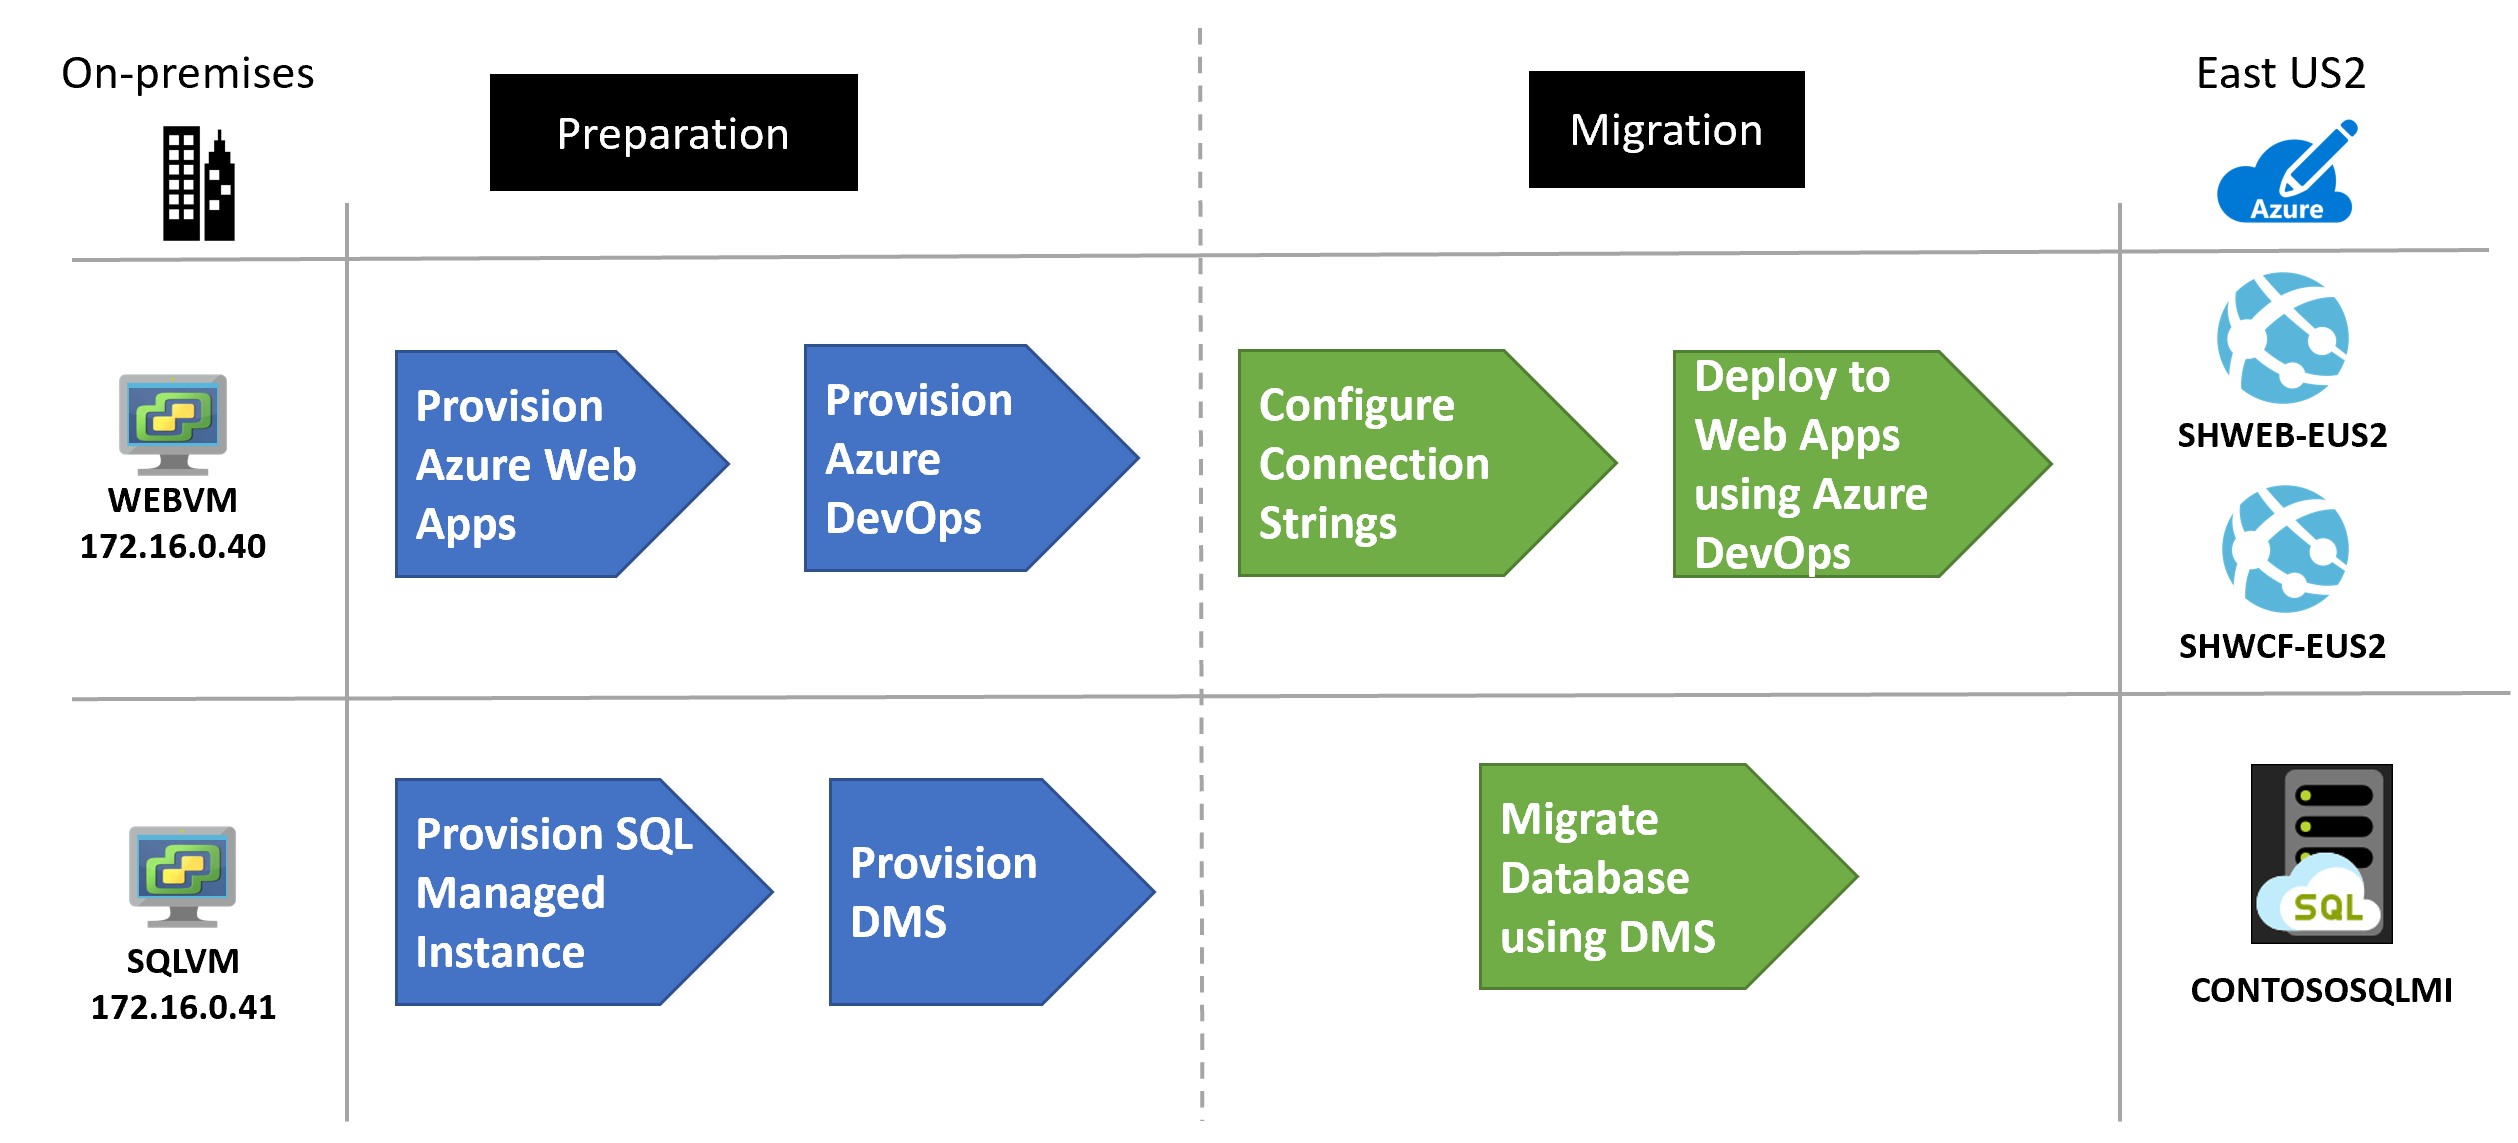 On-premises
Preparation
Migration
East US2
Azure
WEBVM
172.16.0.40
Provision
Azure Web
Apps
Provision
Azure
DevOps
Configure
Connection
Strings
Deploy to
Web Apps
using Azure
DevOps
SHWEB-EUS2
SHWCF-EUS2
SQLVM
172.16.0.41
Provision SQL
Managed
Instance
Provision
DMS
Migrate
Database
using DMS
SQL
CONTOSOSQLMI